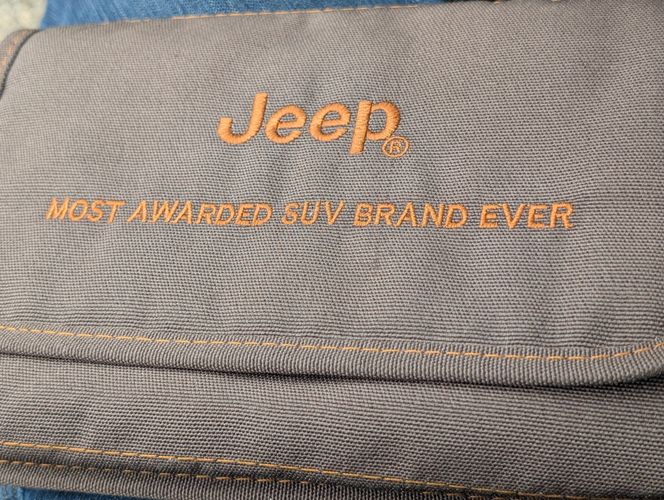 Jeep®
MOST AWARDED SUV BRAND EVER